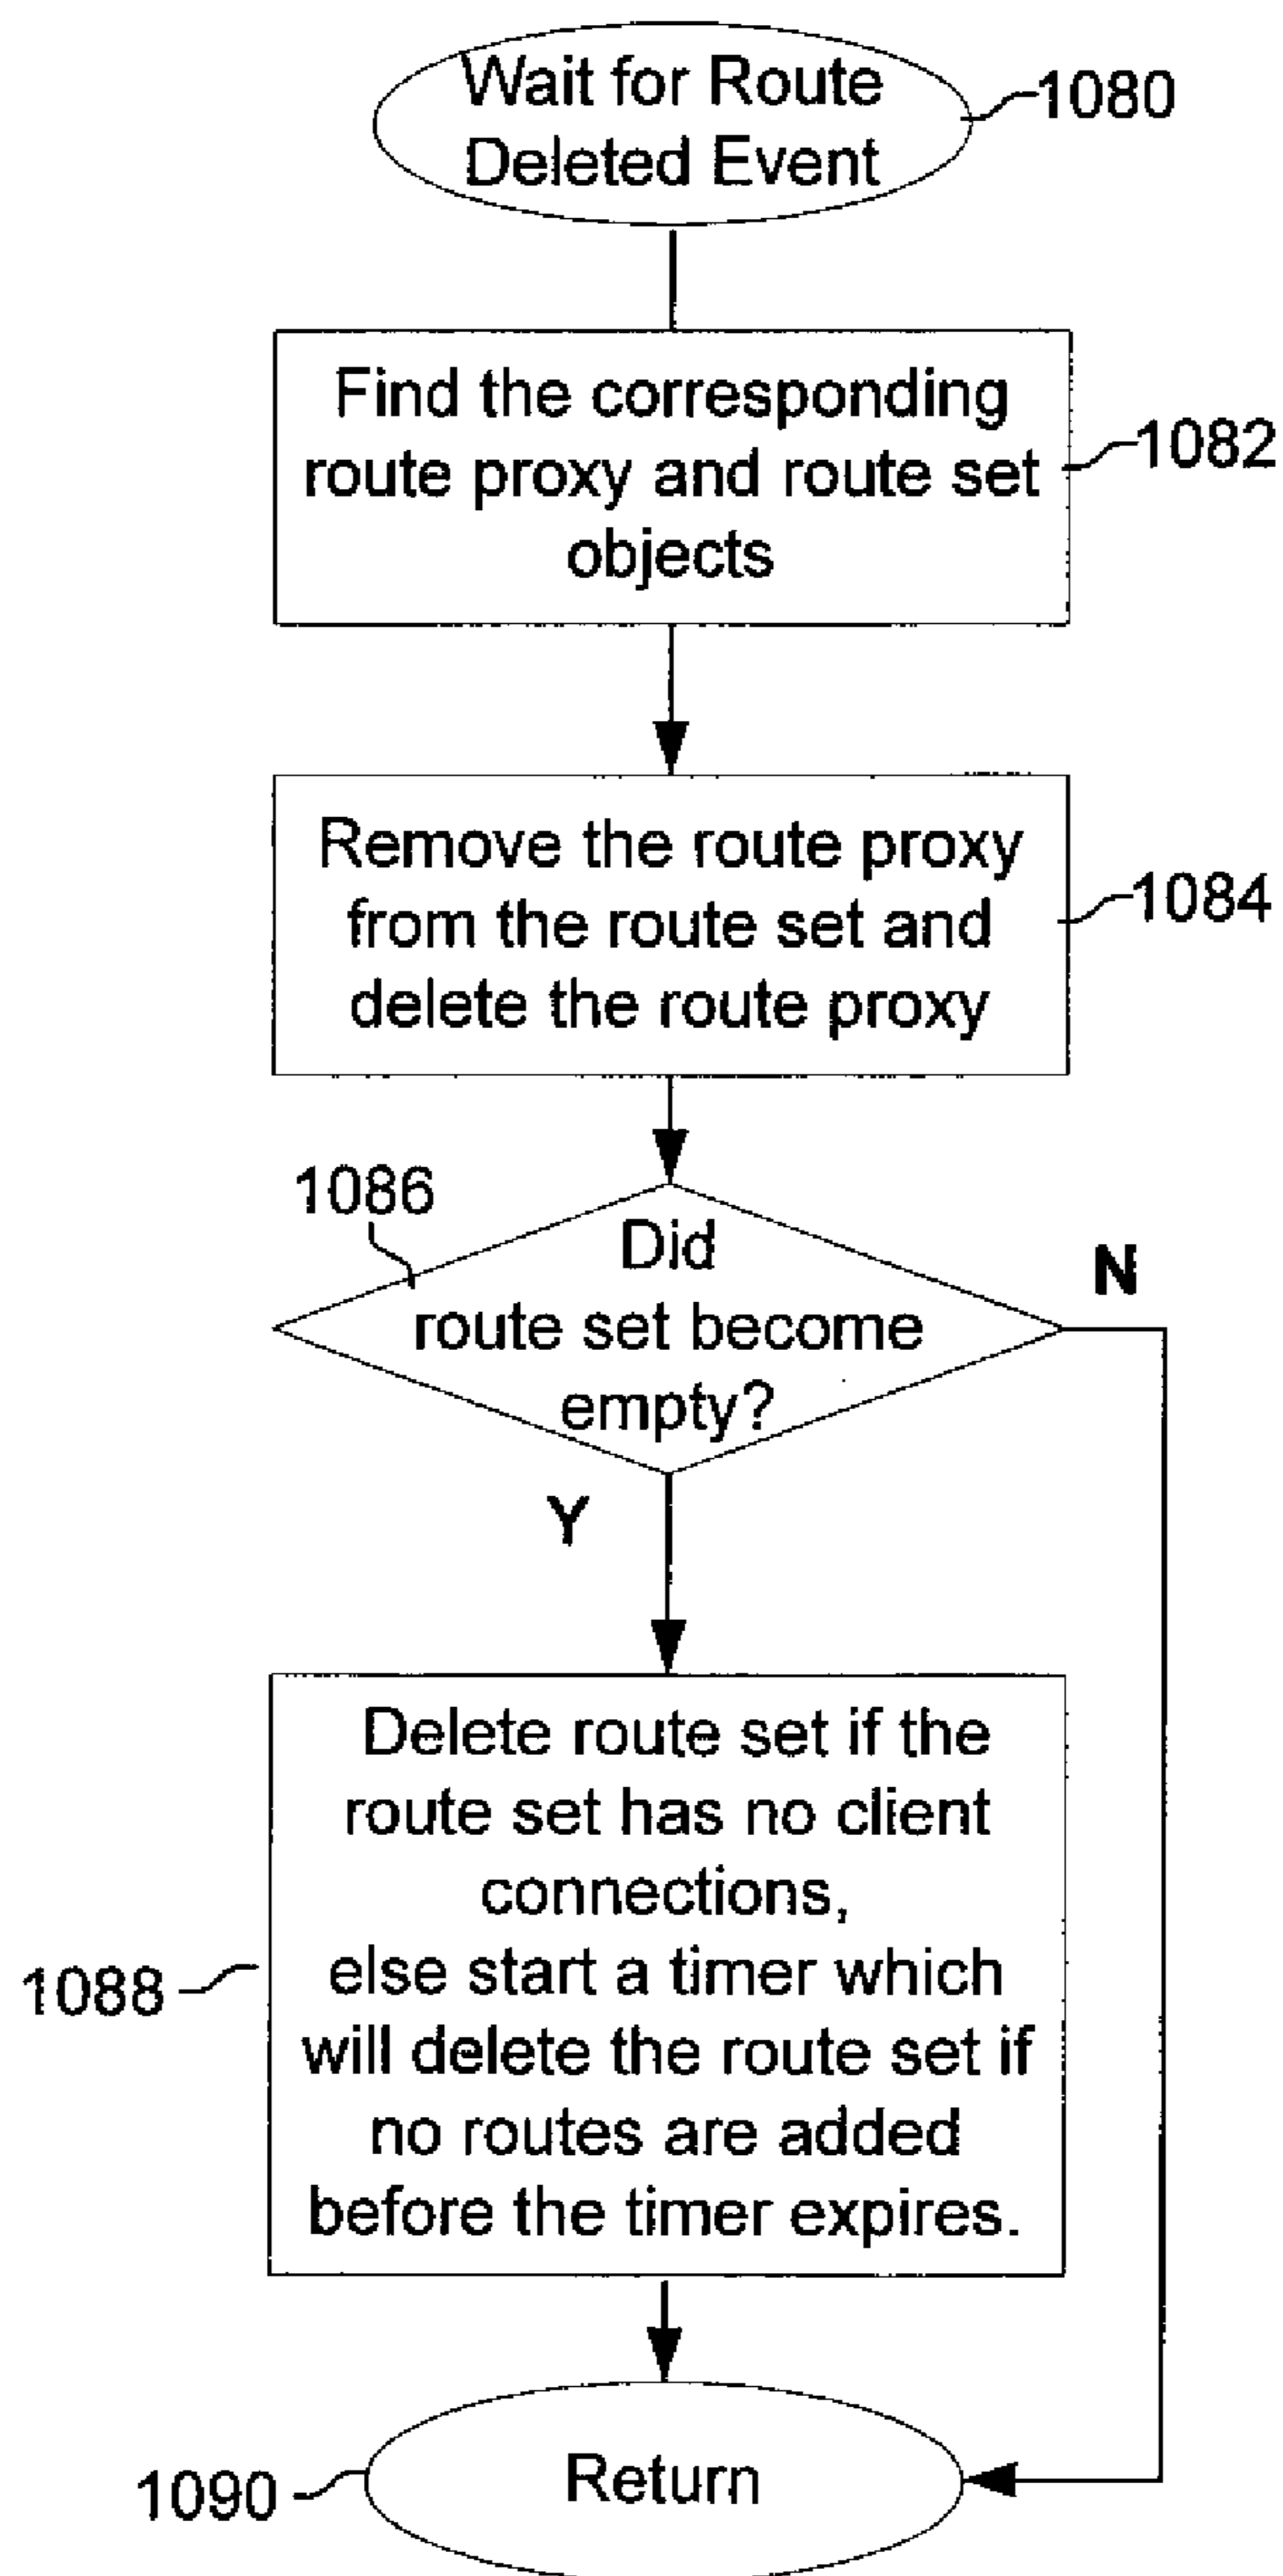 Wait for Route
Deleted Event
1080
Find the corresponding
route proxy and route set
objects
1082
Remove the route proxy
from the route set and
delete the route proxy
1084
1086
Did
route set become
empty?
N
Y
Delete route set if the
route set has no client
connections,
else start a timer which
will delete the route set if
no routes are added
before the timer expires.
1088
Return
1090